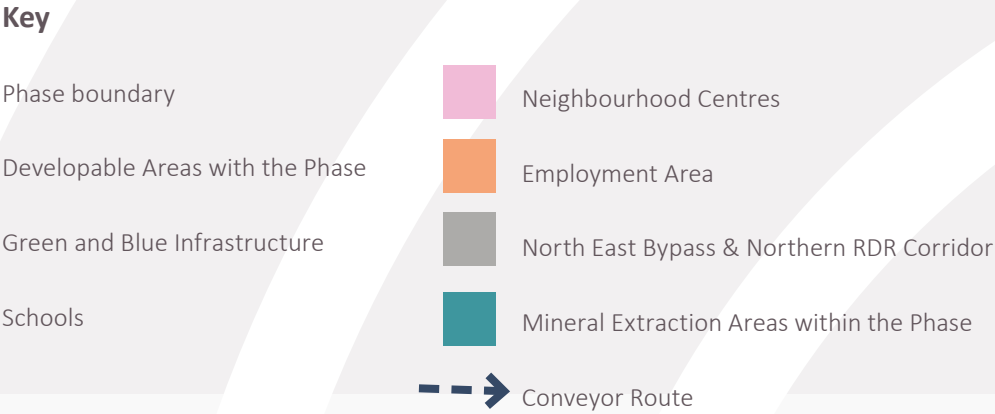 Key
Phase boundary
Developable Areas with the Phase
Green and Blue Infrastructure
Schools
Neighbourhood Centres
Employment Area
North East Bypass & Northern RDR Corridor
Mineral Extraction Areas within the Phase
Conveyor Route